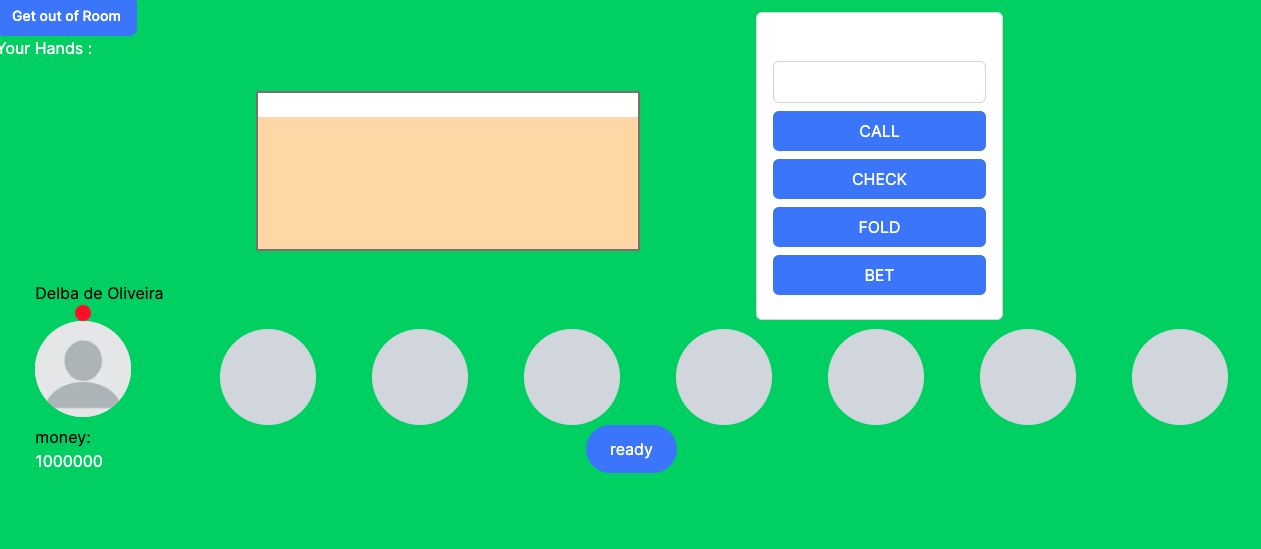 Get out of Room
Your Hands :
CALL
CHECK
FOLD
BET
Delba de Oliveira
money:
1000000
ready